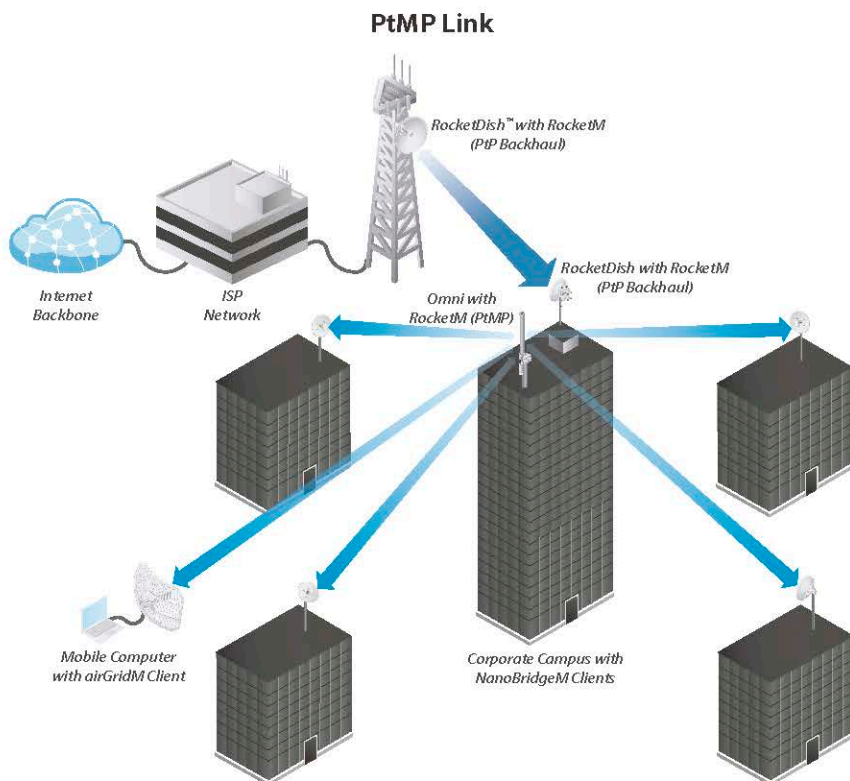 PtMP Link
RocketDish™ with RocketM
(PtP Backhaul)
Internet
Backbone
ISP
Network
RocketDish with RocketM
(PtP Backhaul)
Omni with
RocketM (PtMP)
Mobile Computer
with airGridM Client
Corporate Campus with
NanoBridgeM Clients